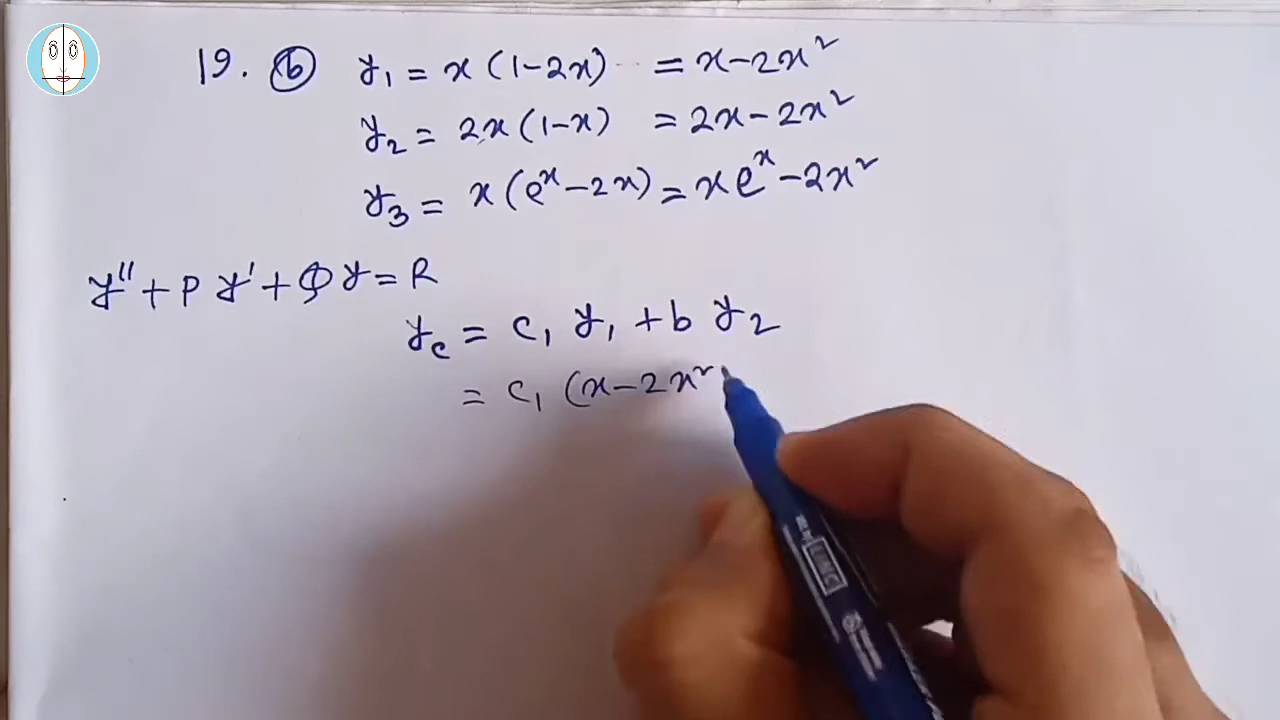 19. (b) y₁ = x(1-2x) = x-2x²
y₂ = 2x(1-x) = 2x-2x²
y₃ = x(eˣ-2x) = xeˣ-2x²
y'' + P y' + Q y = R
y_c = c₁ y₁ + b y₂
= c₁ (x-2x²